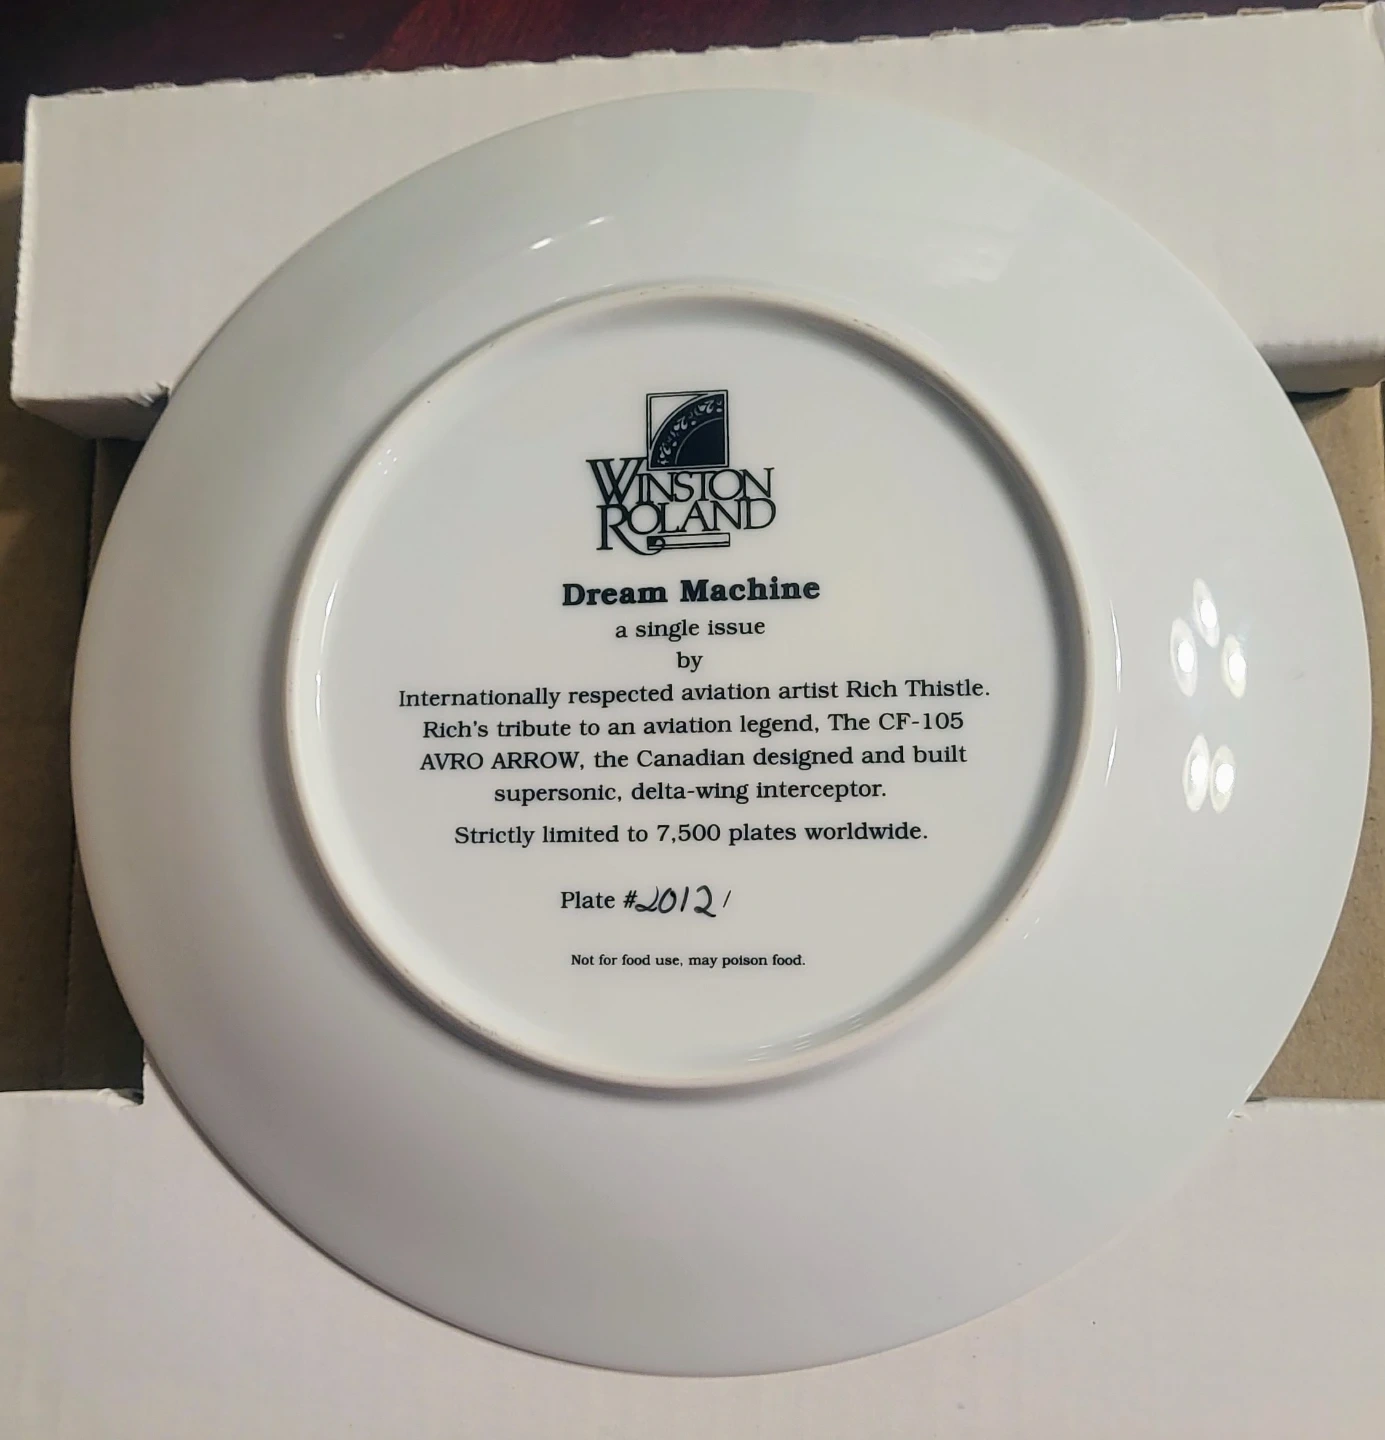 WINSTON
ROLAND
Dream Machine
a single issue
by
Internationally respected aviation artist Rich Thistle.
Rich's tribute to an aviation legend, The CF-105
AVRO ARROW, the Canadian designed and built
supersonic, delta-wing interceptor.
Strictly limited to 7,500 plates worldwide.
Plate #2012 /
Not for food use, may poison food.